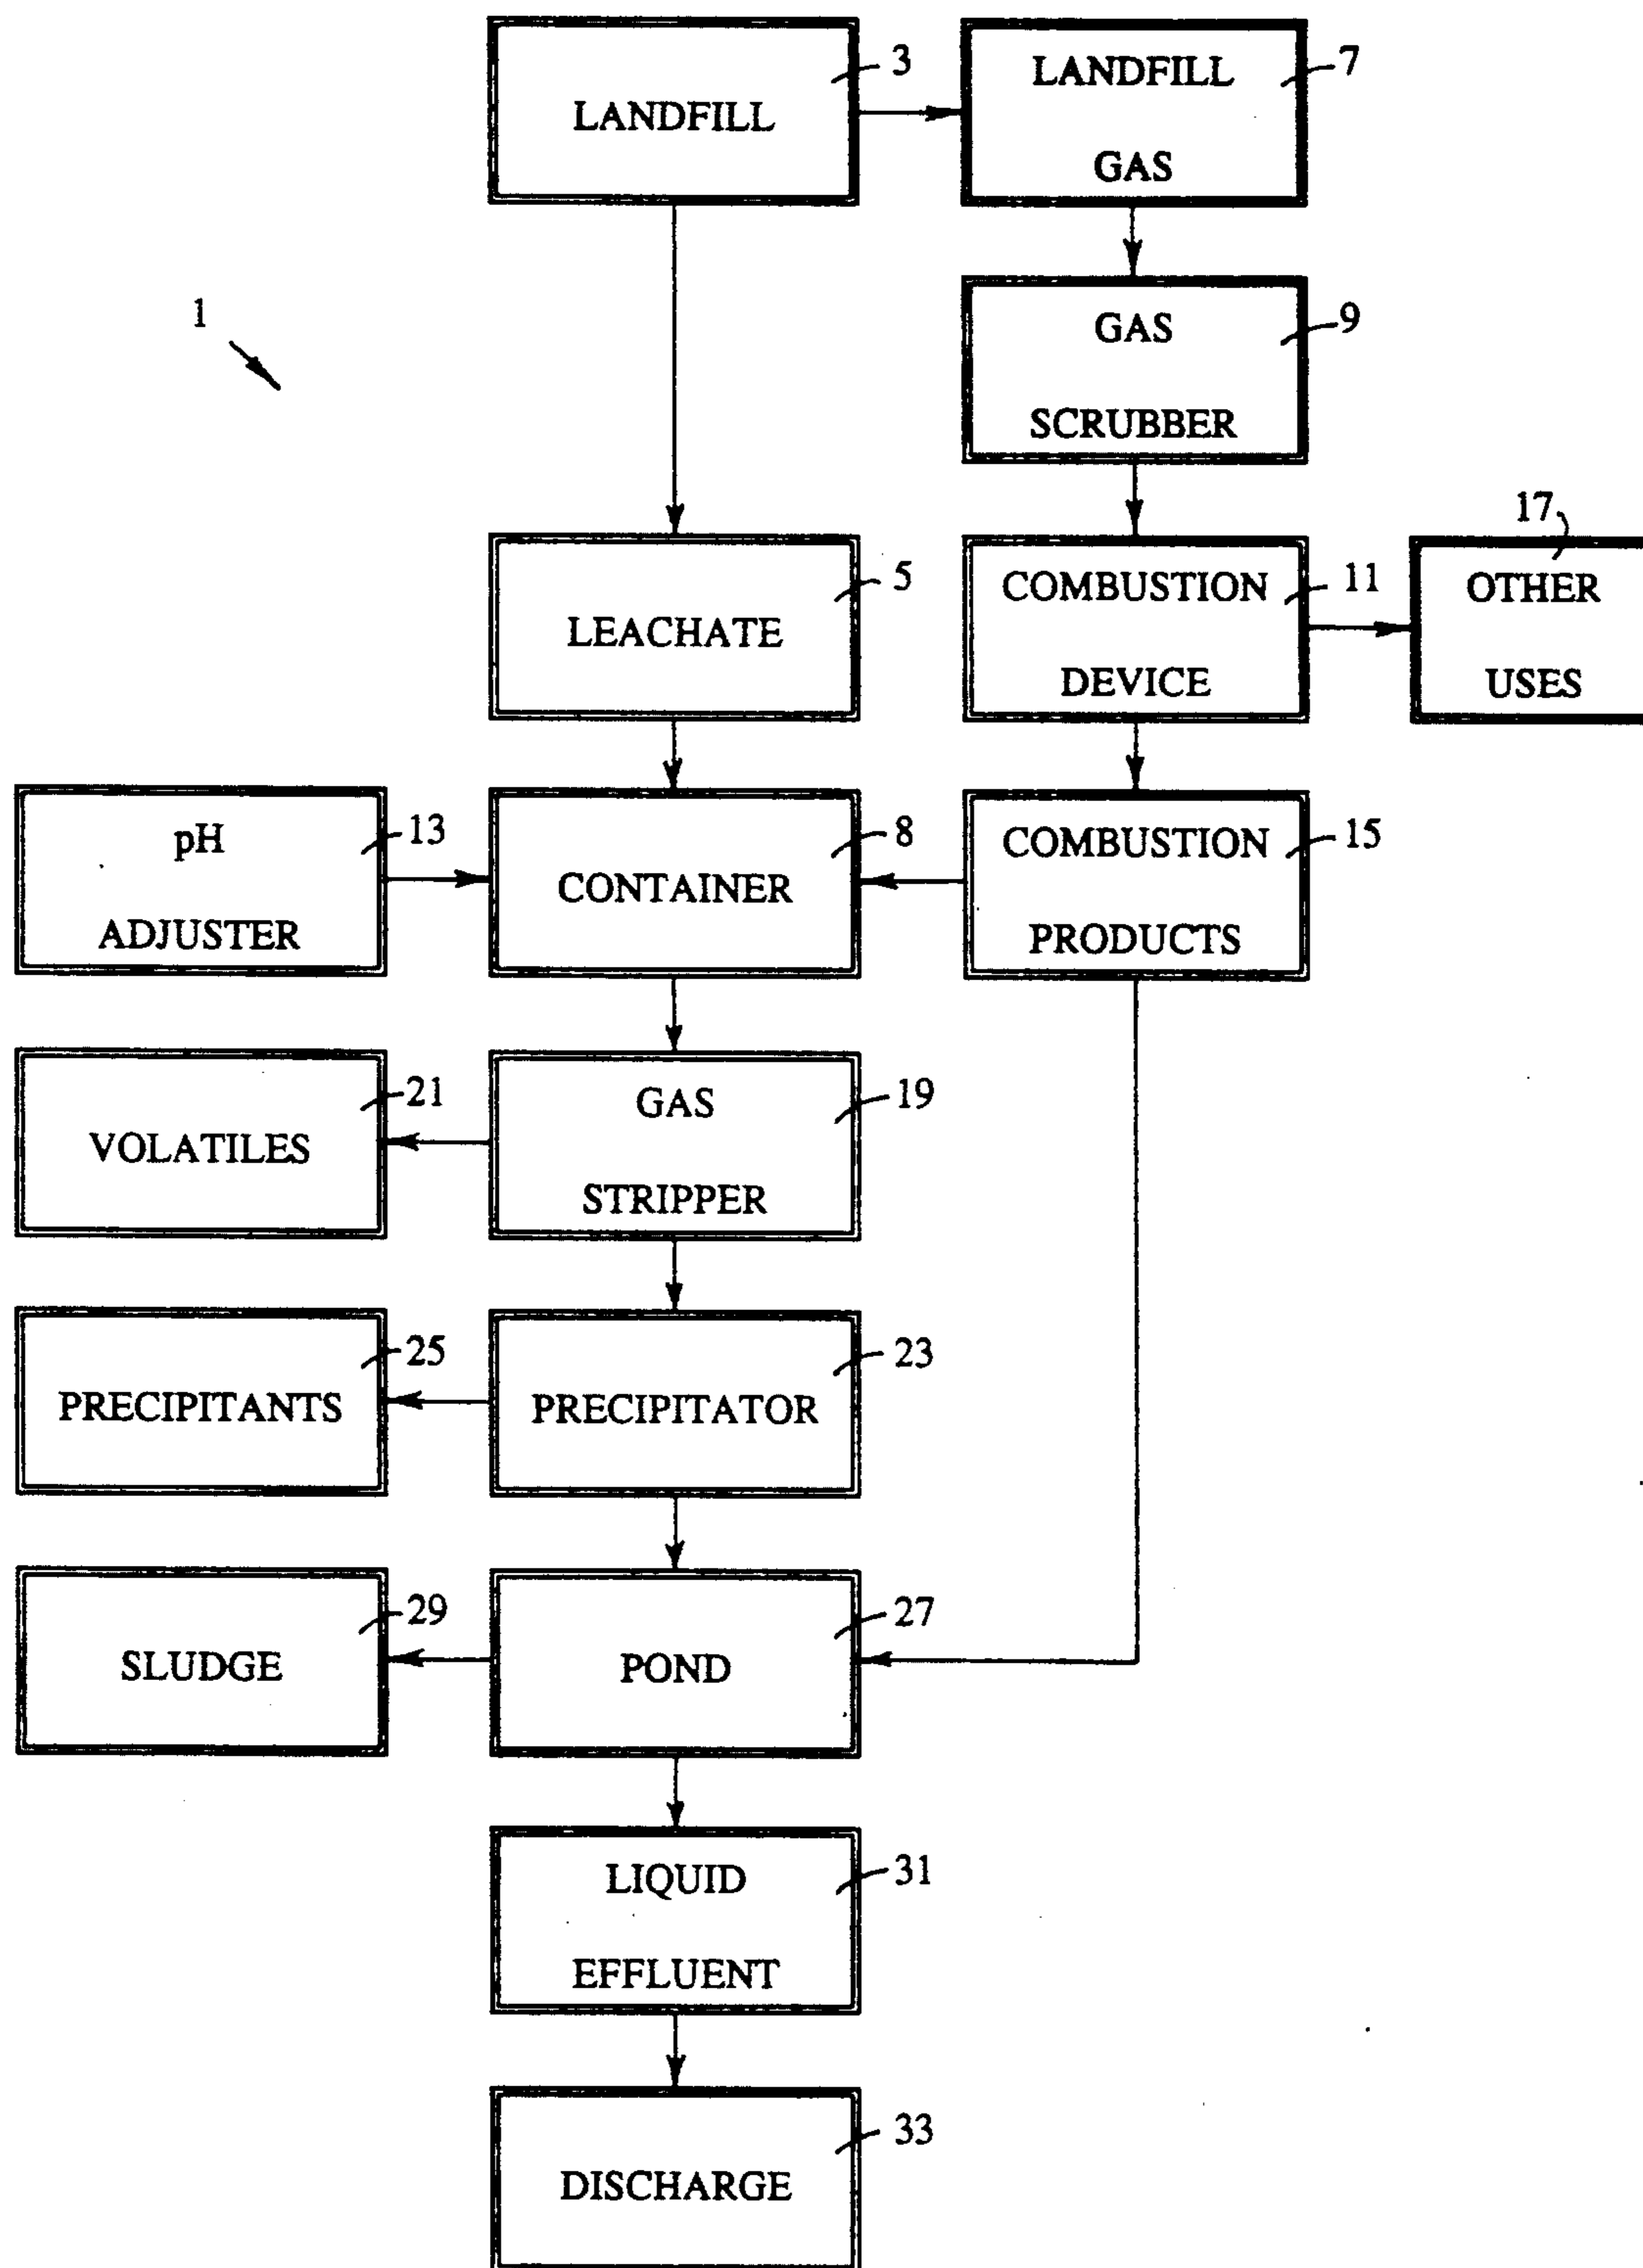 LANDFILL
3
LANDFILL
GAS
7
1
GAS
SCRUBBER
9
LEACHATE
5
COMBUSTION
DEVICE
11
17
OTHER
USES
pH
ADJUSTER
13
CONTAINER
8
COMBUSTION
PRODUCTS
15
VOLATILES
21
GAS
STRIPPER
19
PRECIPITANTS
25
PRECIPITATOR
23
SLUDGE
29
POND
27
LIQUID
EFFLUENT
31
DISCHARGE
33